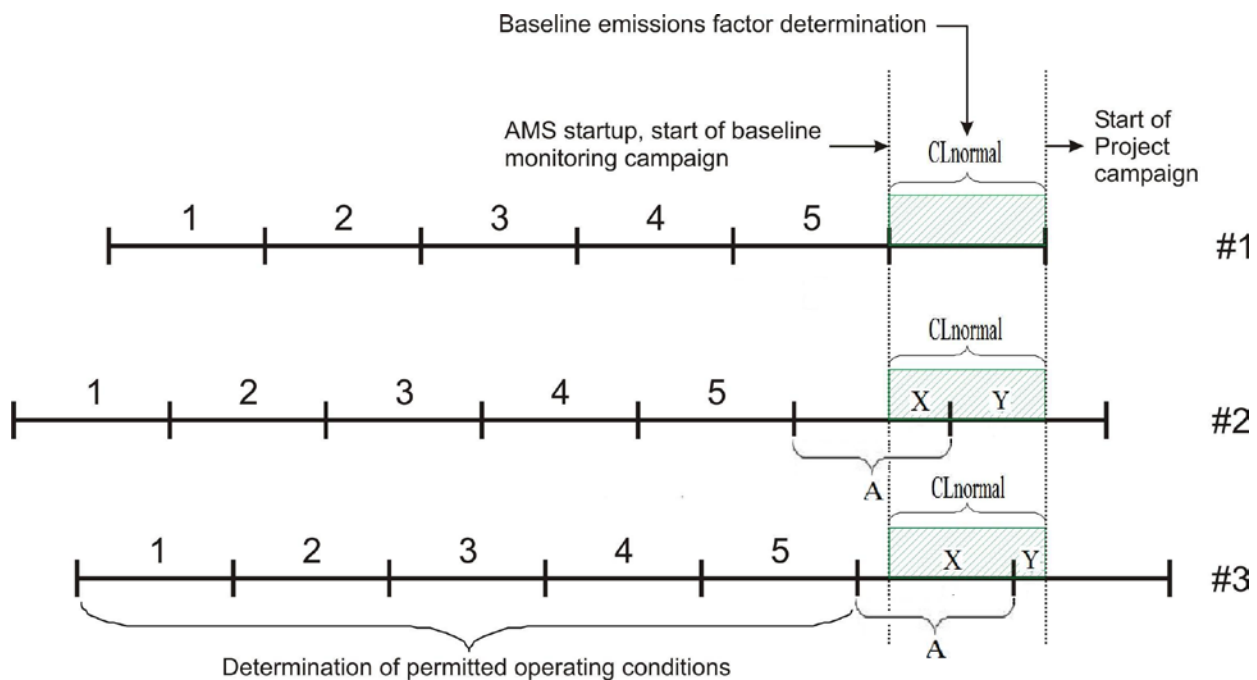 Baseline emissions factor determination
AMS startup, start of baseline
monitoring campaign
CLnormal
Start of
Project
campaign
1 2 3 4 5
#1
CLnormal
1 2 3 4 5 X Y
#2
A
CLnormal
1 2 3 4 5 X Y
#3
A
Determination of permitted operating conditions